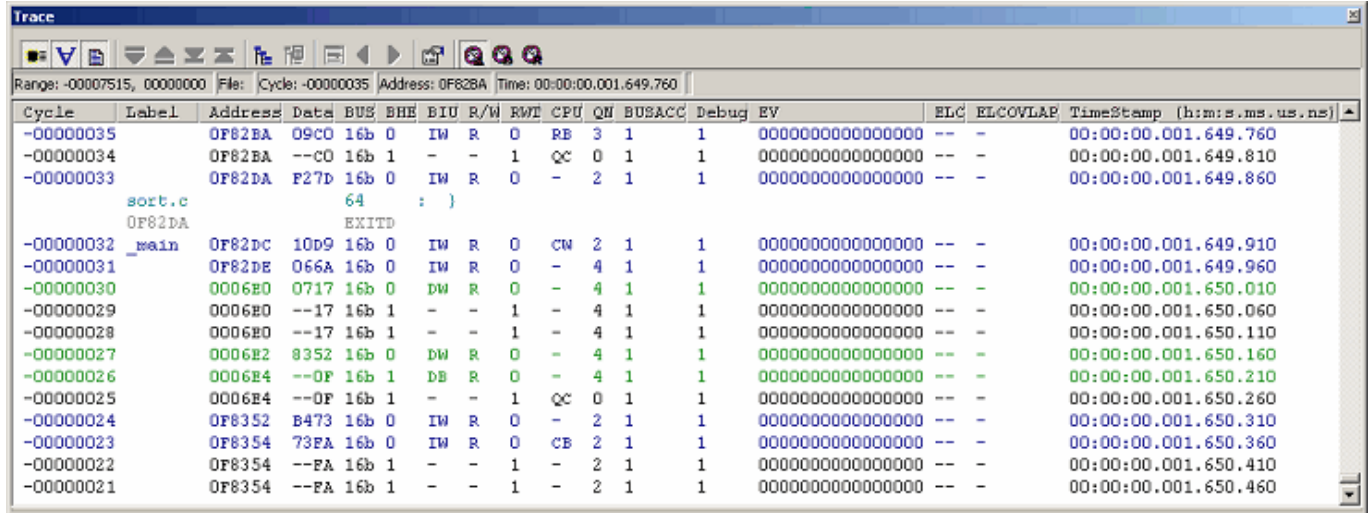 Trace
Range: -00007515, 00000000 File: Cycle: -00000035 Address: 0F82BA Time: 00:00:00.001.649.760
Cycle Label Address Data BUS BHE BIU R/W RWT CPU QN BUSACC Debug EV ELC ELCOVLAP TimeStamp (h:m:s.ms.us.ns)
-00000035 0F82BA 09C0 16b 0 IW R 0 RB 3 1 1 0000000000000000 -- - 00:00:00.001.649.760
-00000034 0F82BA --C0 16b 1 - - 1 QC 0 1 1 0000000000000000 -- - 00:00:00.001.649.810
-00000033 0F82DA F27D 16b 0 IW R 0 - 2 1 1 0000000000000000 -- - 00:00:00.001.649.860
sort.c 64 : }
0F82DA EXITD
-00000032 _main 0F82DC 10D9 16b 0 IW R 0 CW 2 1 1 0000000000000000 -- - 00:00:00.001.649.910
-00000031 0F82DE 066A 16b 0 IW R 0 - 4 1 1 0000000000000000 -- - 00:00:00.001.649.960
-00000030 0006E0 0717 16b 0 DW R 0 - 4 1 1 0000000000000000 -- - 00:00:00.001.650.010
-00000029 0006E0 --17 16b 1 - - 1 - 4 1 1 0000000000000000 -- - 00:00:00.001.650.060
-00000028 0006E0 --17 16b 1 - - 1 - 4 1 1 0000000000000000 -- - 00:00:00.001.650.110
-00000027 0006E2 8352 16b 0 DW R 0 - 4 1 1 0000000000000000 -- - 00:00:00.001.650.160
-00000026 0006E4 --0F 16b 1 DB R 0 - 4 1 1 0000000000000000 -- - 00:00:00.001.650.210
-00000025 0006E4 --0F 16b 1 - - 1 QC 0 1 1 0000000000000000 -- - 00:00:00.001.650.260
-00000024 0F8352 B473 16b 0 IW R 0 - 2 1 1 0000000000000000 -- - 00:00:00.001.650.310
-00000023 0F8354 73FA 16b 0 IW R 0 CB 2 1 1 0000000000000000 -- - 00:00:00.001.650.360
-00000022 0F8354 --FA 16b 1 - - 1 - 2 1 1 0000000000000000 -- - 00:00:00.001.650.410
-00000021 0F8354 --FA 16b 1 - - 1 - 2 1 1 0000000000000000 -- - 00:00:00.001.650.460